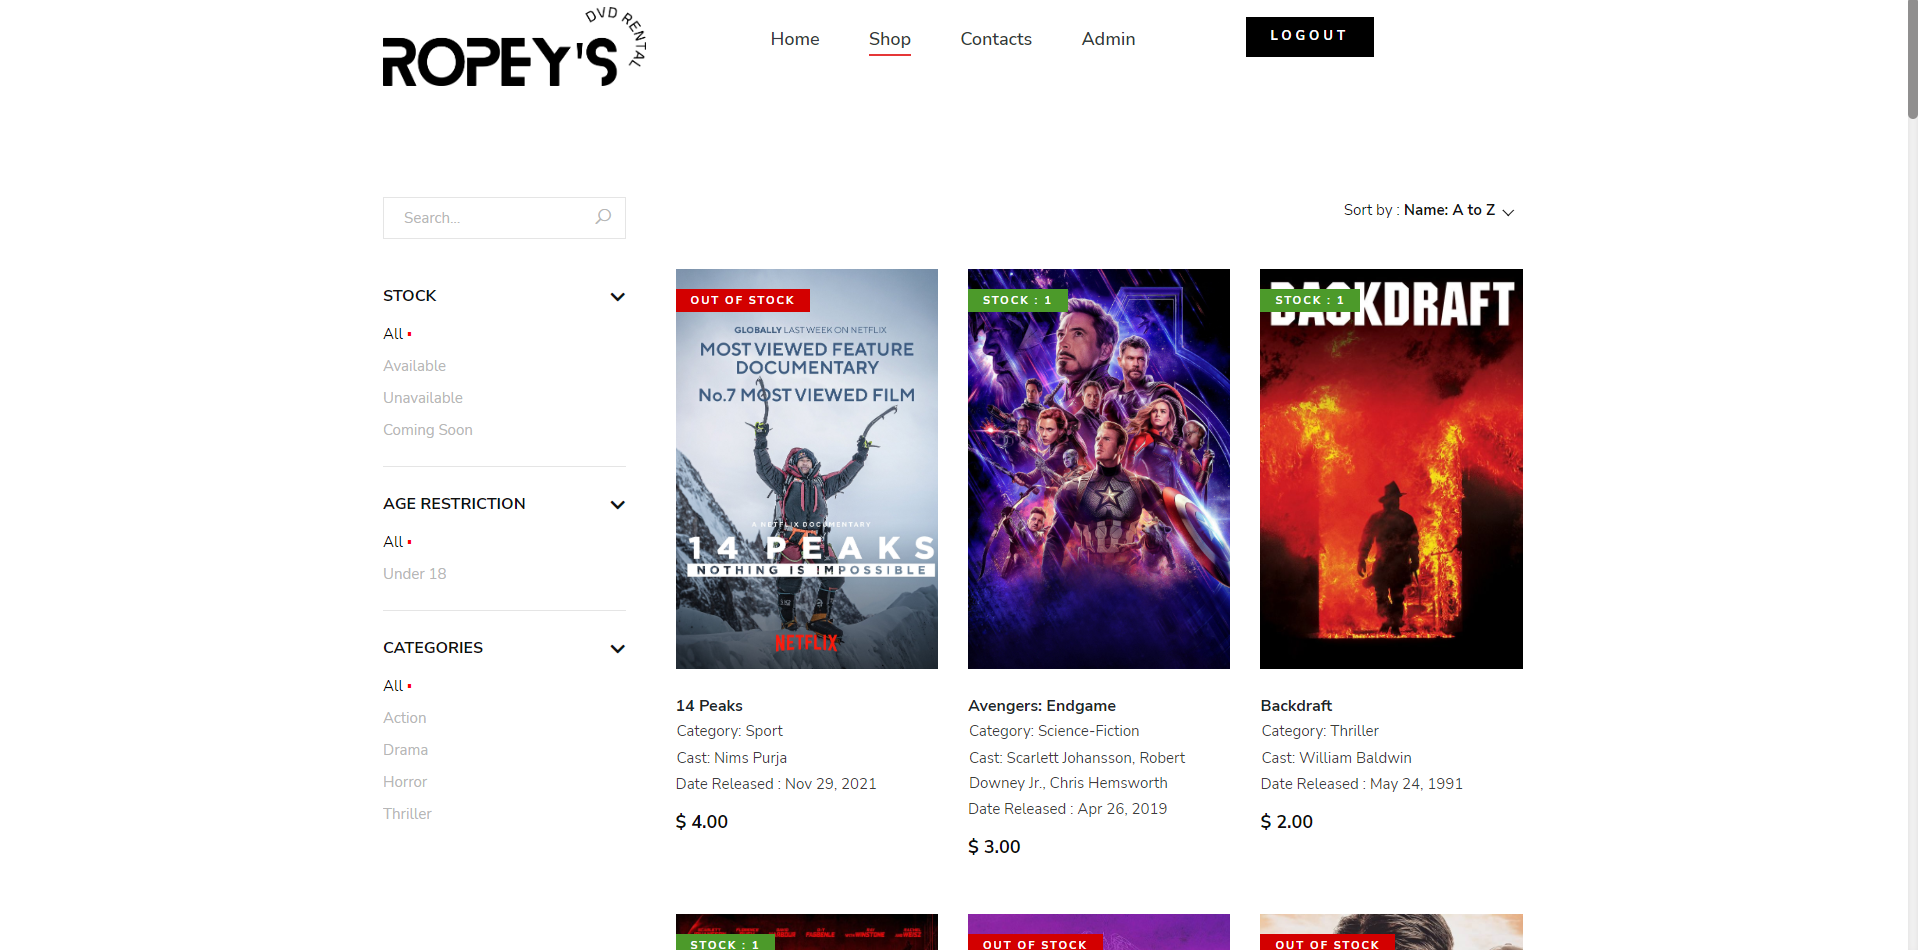 ROPEY'S
DVD RENTAL
Home
Shop
Contacts
Admin
LOGOUT
Search...
Sort by : Name: A to Z
STOCK
All
Available
Unavailable
Coming Soon
AGE RESTRICTION
All
Under 18
CATEGORIES
All
Action
Drama
Horror
Thriller
OUT OF STOCK
GLOBALLY LAST WEEK ON NETFLIX
MOST VIEWED FEATURE
DOCUMENTARY
No.7 MOST VIEWED FILM
A NETFLIX DOCUMENTARY
14 PEAKS
NOTHING IS IMPOSSIBLE
NETFLIX
14 Peaks
Category: Sport
Cast: Nims Purja
Date Released : Nov 29, 2021
$ 4.00
STOCK : 1
Avengers: Endgame
Category: Science-Fiction
Cast: Scarlett Johansson, Robert
Downey Jr., Chris Hemsworth
Date Released : Apr 26, 2019
$ 3.00
STOCK : 1
BACKDRAFT
Backdraft
Category: Thriller
Cast: William Baldwin
Date Released : May 24, 1991
$ 2.00
STOCK : 1
OUT OF STOCK
OUT OF STOCK